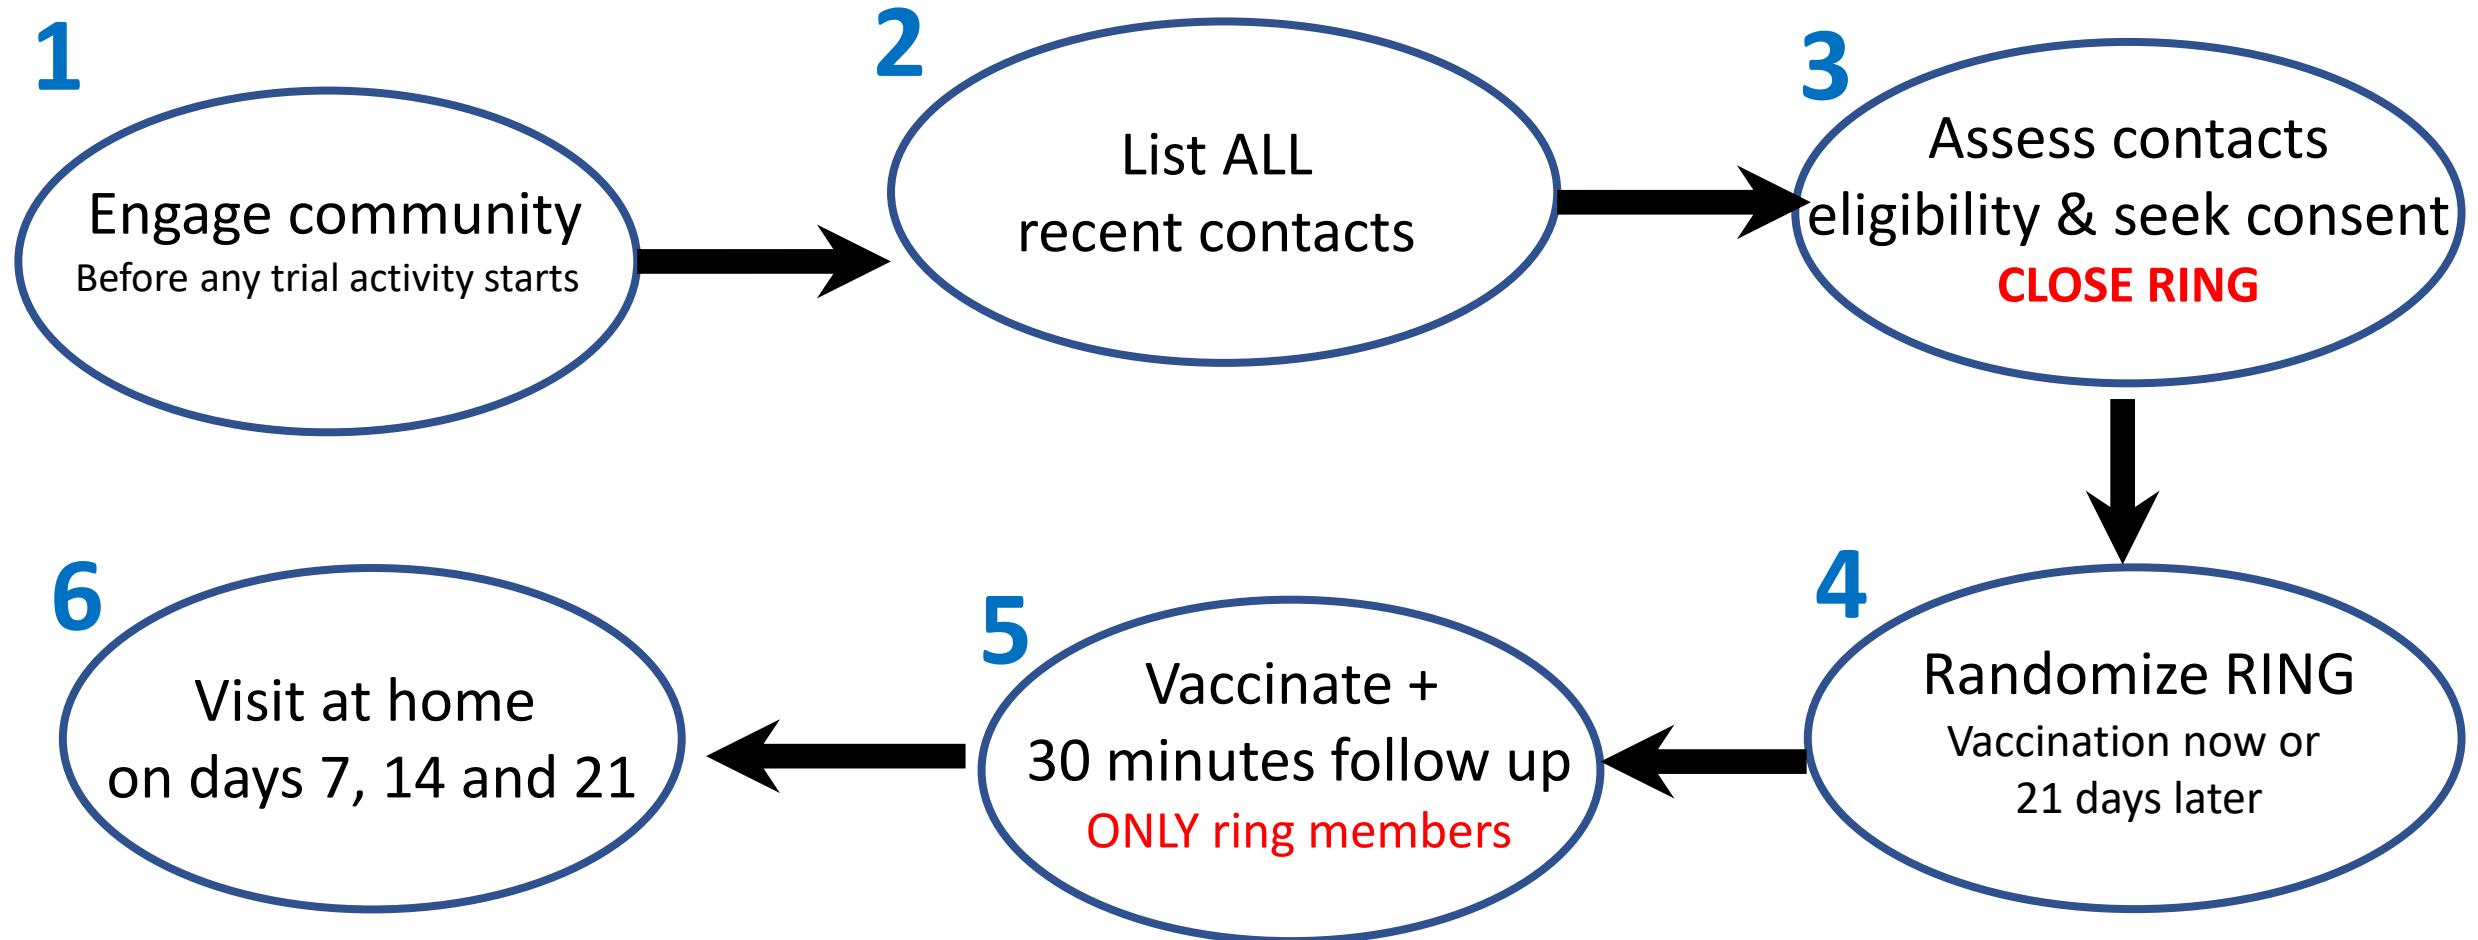 1
Engage community
Before any trial activity starts
2
List ALL
recent contacts
3
Assess contacts
eligibility & seek consent
CLOSE RING
4
Randomize RING
Vaccination now or
21 days later
5
Vaccinate +
30 minutes follow up
ONLY ring members
6
Visit at home
on days 7, 14 and 21